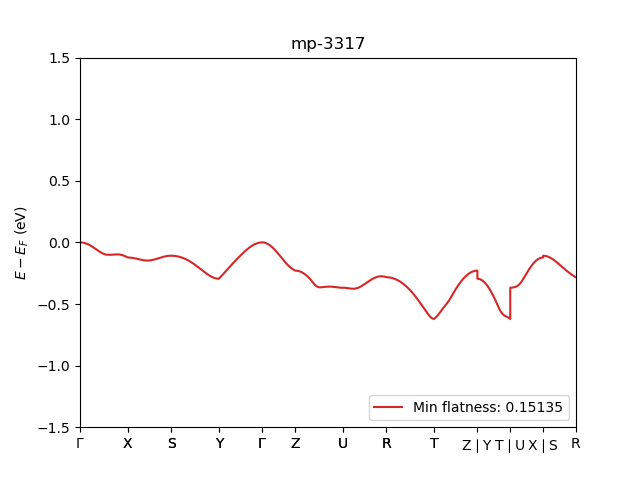 mp-3317
E − E_F (eV)
1.5
1.0
0.5
0.0
−0.5
−1.0
−1.5
Min flatness: 0.15135
Γ X S Y Γ Z U R T Z | Y T | U X | S R